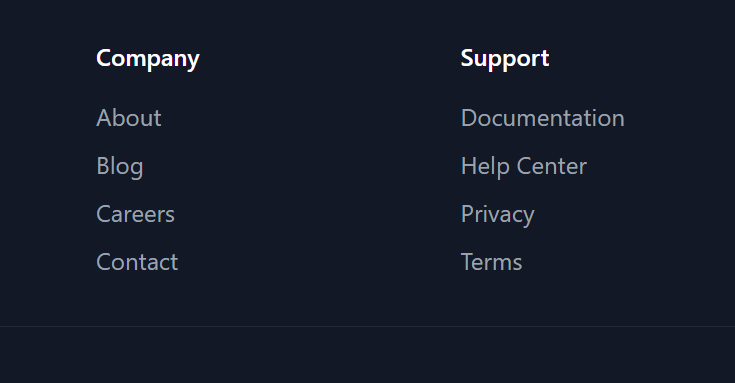 Company
About
Blog
Careers
Contact
Support
Documentation
Help Center
Privacy
Terms